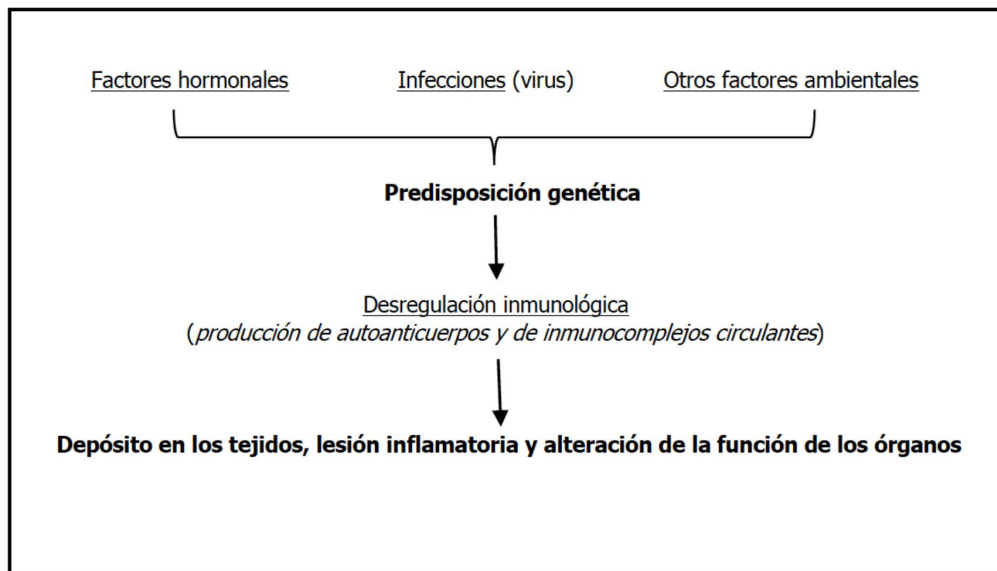 Factores hormonales Infecciones (virus) Otros factores ambientales
Predisposición genética
Desregulación inmunológica
(producción de autoanticuerpos y de inmunocomplejos circulantes)
Depósito en los tejidos, lesión inflamatoria y alteración de la función de los órganos